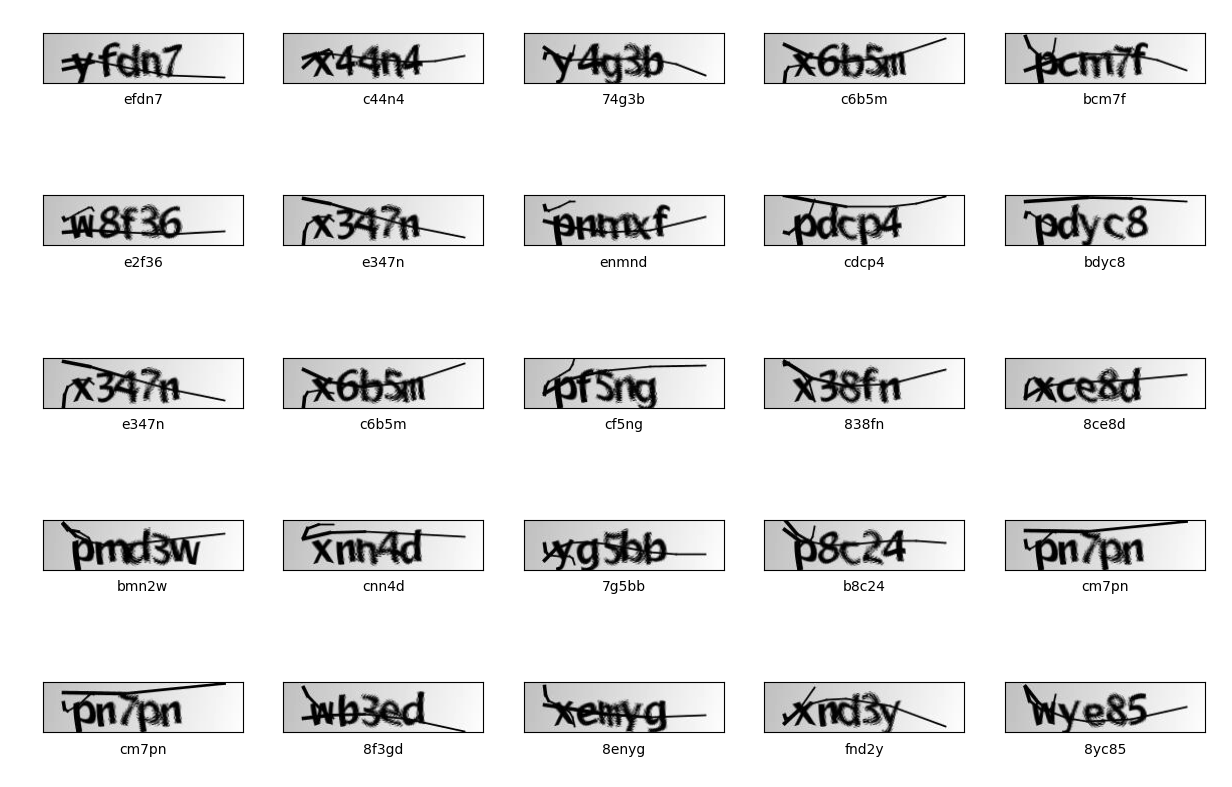 yfdn7 x44n4 y4g3b x6b5m pcm7f
efdn7 c44n4 74g3b c6b5m bcm7f
w8f36 x347n pnmxf pdcp4 pdyc8
e2f36 e347n enmnd cdcp4 bdyc8
x347n x6b5m pf5ng x38fn xce8d
e347n c6b5m cf5ng 838fn 8ce8d
pmd3w xnn4d yg5bb p8c24 pn7pn
bmn2w cnn4d 7g5bb b8c24 cm7pn
pn7pn wb3ed xemyg xnd3y wye85
cm7pn 8f3gd 8enyg fnd2y 8yc85